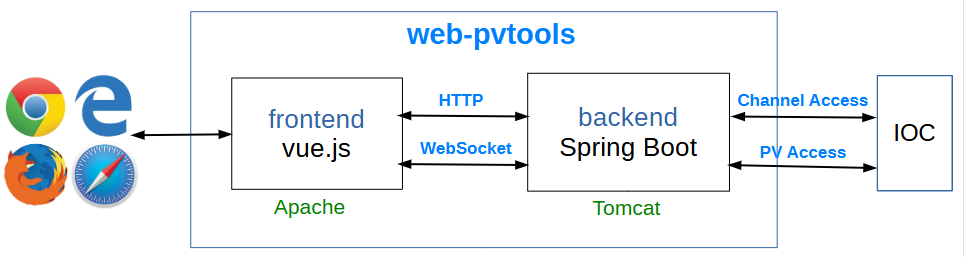 web-pvtools
frontend
vue.js
Apache
HTTP
WebSocket
backend
Spring Boot
Tomcat
Channel Access
PV Access
IOC